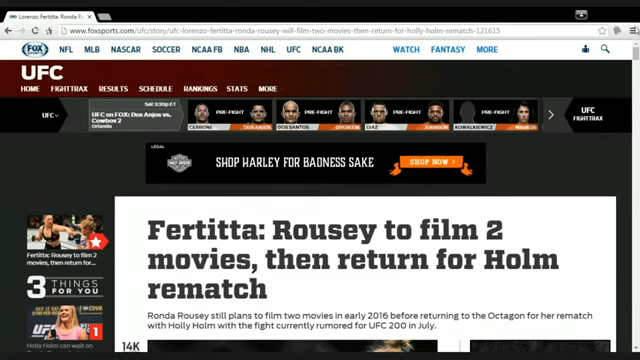 Lorenzo Fertitta: Ronda R
www.foxsports.com/ufc/story/ufc-lorenzo-fertitta-ronda-rousey-will-film-two-movies-then-return-for-holly-holm-rematch-121615
FOX SPORTS NFL MLB NASCAR SOCCER NCAA FB NBA NHL UFC NCAA BK WATCH FANTASY MORE
UFC
HOME FIGHTTRAX RESULTS SCHEDULE RANKINGS STATS MORE
UFC
Sat 3:30p ET
UFC on FOX: Dos Anjos vs.
Cowboy 2
Orlando
PRE-FIGHT
CERRONE DOS ANJOS
PRE-FIGHT
DOS SANTOS OVEREEM
PRE-FIGHT
DIAZ JOHNSON
PRE-FIGHT
KOWALKIEWICZ
UFC
FIGHTTRAX
LEGAL
SHOP HARLEY FOR BADNESS SAKE
SHOP NOW
Fertitta: Rousey to film 2
movies, then return for Holm
rematch
Ronda Rousey still plans to film two movies in early 2016 before returning to the Octagon for her rematch
with Holly Holm with the fight currently rumored for UFC 200 in July.
14K
Fertitta: Rousey to film 2
movies, then return for...
3 THINGS
FOR YOU
UFC
1
Holly Holm can wait on